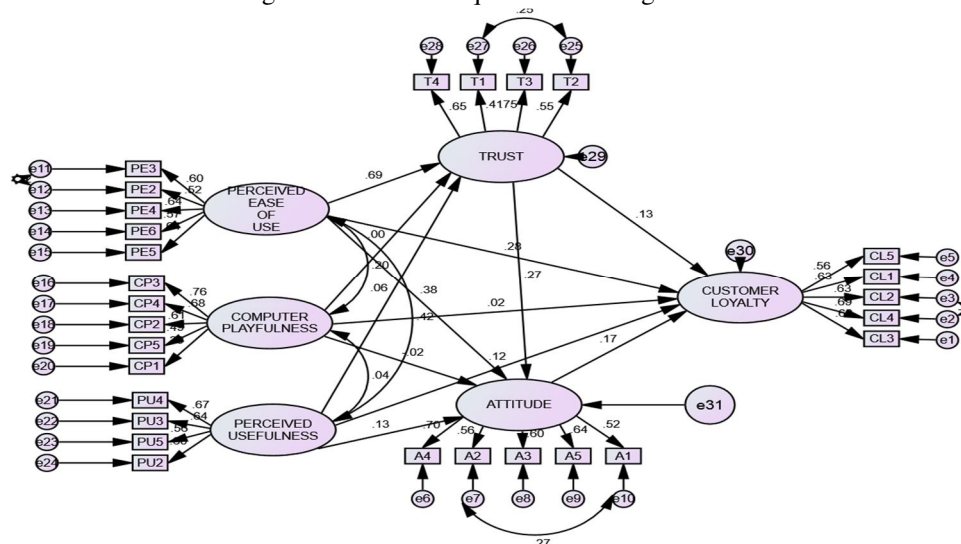 .25
e28
e27
e26
e25
T4
T1
T3
T2
.65
.4175
.55
TRUST
e29
e11
e12
e13
e14
e15
PE3
PE2
PE4
PE6
PE5
.60
.52
.64
.57
PERCEIVED
EASE
OF
USE
.69
.00
.20
.06
.38
.42
.28
.27
.13
e30
CUSTOMER
LOYALTY
.56
.63
.63
.69
CL5
CL1
CL2
CL4
CL3
e5
e4
e3
e2
e1
e16
e17
e18
e19
e20
CP3
CP4
CP2
CP5
CP1
.76
.68
.61
.49
COMPUTER
PLAYFULNESS
.02
-.02
.04
.12
.17
e21
e22
e23
e24
PU4
PU3
PU5
PU2
.67
.64
.58
PERCEIVED
USEFULNESS
.13
ATTITUDE
e31
.70
.56
.60
.64
.52
A4
A2
A3
A5
A1
e6
e7
e8
e9
e10
.27